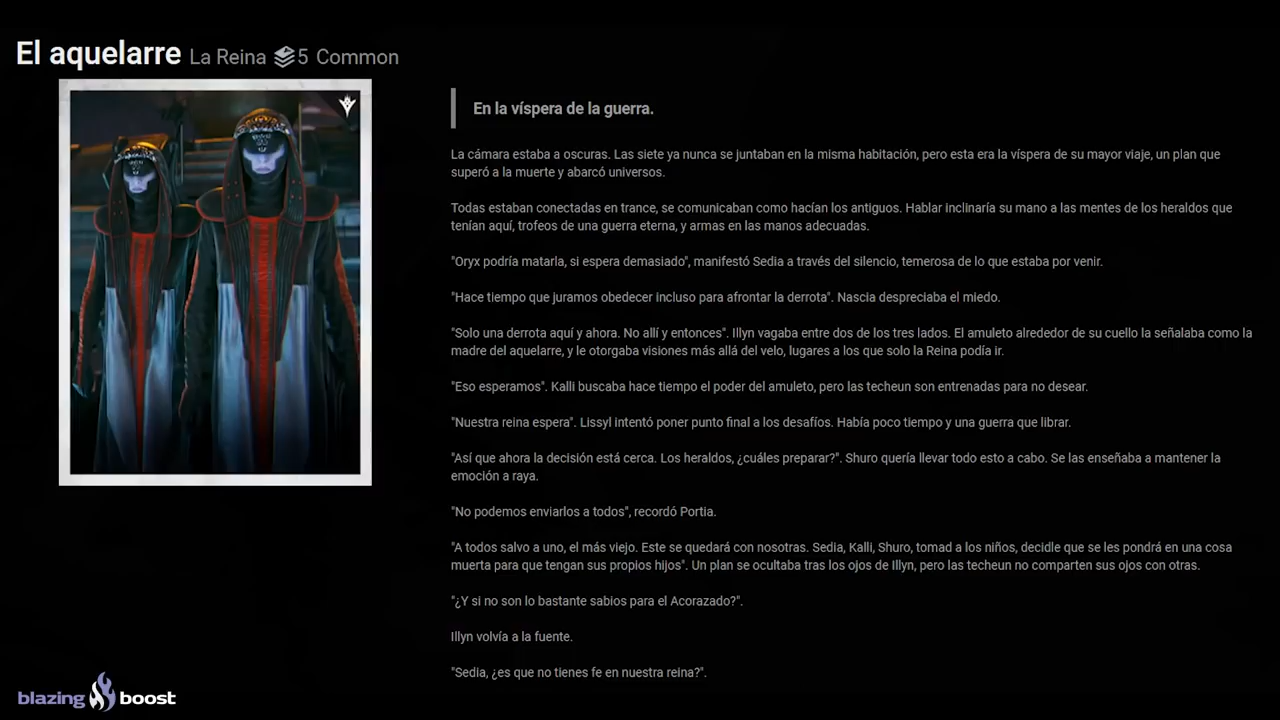 El aquelarre La Reina 5 Common
En la víspera de la guerra.
La cámara estaba a oscuras. Las siete ya nunca se juntaban en la misma habitación, pero esta era la víspera de su mayor viaje, un plan que
superó a la muerte y abarcó universos.
Todas estaban conectadas en trance, se comunicaban como hacían los antiguos. Hablar inclinaría su mano a las mentes de los heraldos que
tenían aquí, trofeos de una guerra eterna, y armas en las manos adecuadas.
"Oryx podría matarla, si espera demasiado", manifestó Sedia a través del silencio, temerosa de lo que estaba por venir.
"Hace tiempo que juramos obedecer incluso para afrontar la derrota". Nascia despreciaba el miedo.
"Solo una derrota aquí y ahora. No allí y entonces". Illyn vagaba entre dos de los tres lados. El amuleto alrededor de su cuello la señalaba como la
madre del aquelarre, y le otorgaba visiones más allá del velo, lugares a los que solo la Reina podía ir.
"Eso esperamos". Kalli buscaba hace tiempo el poder del amuleto, pero las techeun son entrenadas para no desear.
"Nuestra reina espera". Lissyl intentó poner punto final a los desafíos. Había poco tiempo y una guerra que librar.
"Así que ahora la decisión está cerca. Los heraldos, ¿cuáles preparar?". Shuro quería llevar todo esto a cabo. Se las enseñaba a mantener la
emoción a raya.
"No podemos enviarlos a todos", recordó Portia.
"A todos salvo a uno, el más viejo. Este se quedará con nosotras. Sedia, Kalli, Shuro, tomad a los niños, decidle que se les pondrá en una cosa
muerta para que tengan sus propios hijos". Un plan se ocultaba tras los ojos de Illyn, pero las techeun no comparten sus ojos con otras.
"¿Y si no son lo bastante sabios para el Acorazado?".
Illyn volvía a la fuente.
"Sedia, ¿es que no tienes fe en nuestra reina?".
blazing boost